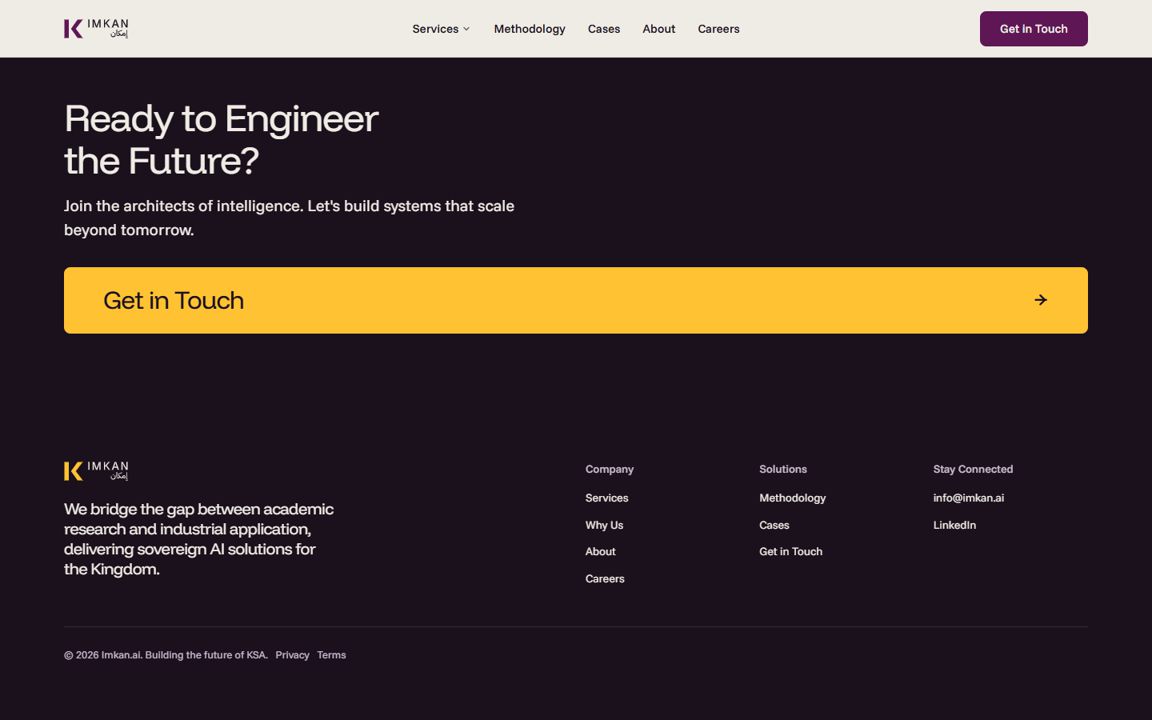 IMKAN
إمكان
Services
Methodology
Cases
About
Careers
Get in Touch
Ready to Engineer
the Future?
Join the architects of intelligence. Let's build systems that scale
beyond tomorrow.
Get in Touch
IMKAN
إمكان
We bridge the gap between academic
research and industrial application,
delivering sovereign AI solutions for
the Kingdom.
Company
Services
Why Us
About
Careers
Solutions
Methodology
Cases
Get in Touch
Stay Connected
info@imkan.ai
LinkedIn
© 2026 Imkan.ai. Building the future of KSA. Privacy Terms